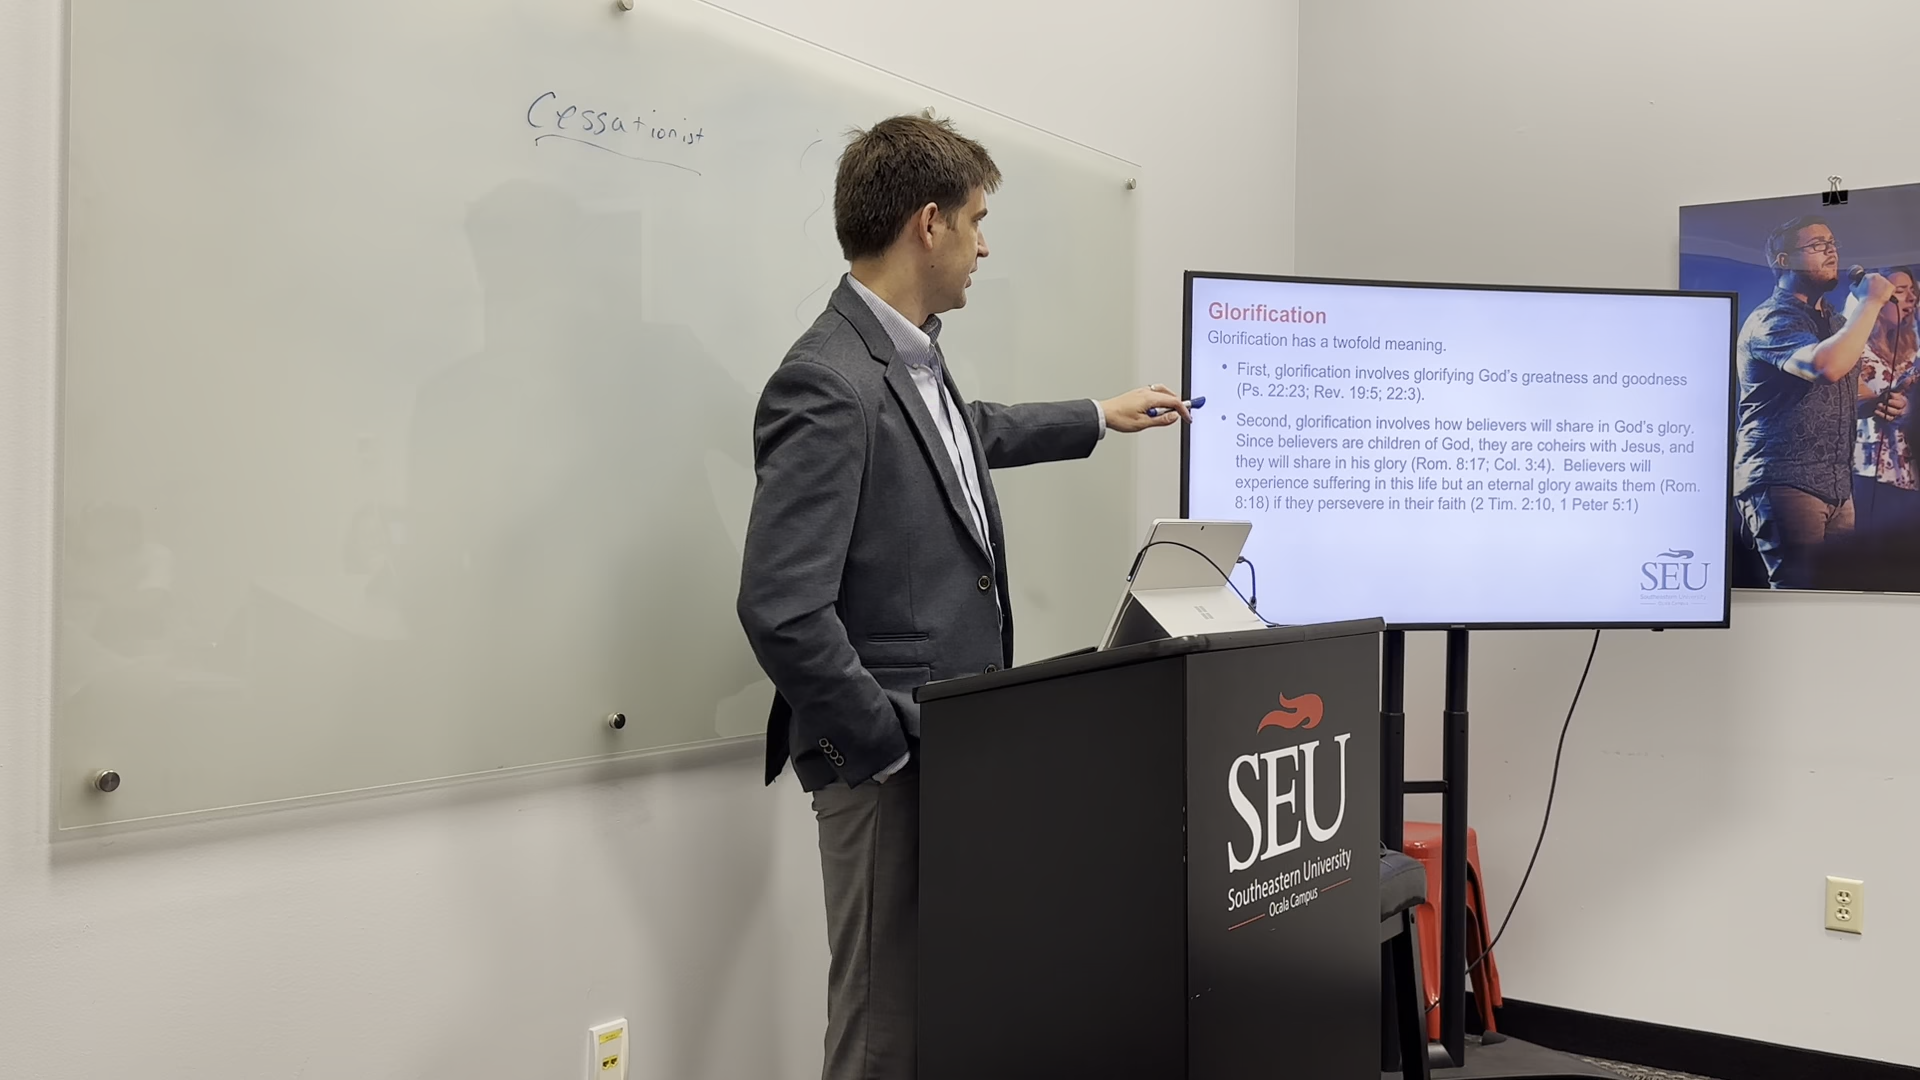 Cessationist
Glorification
Glorification has a twofold meaning.
• First, glorification involves glorifying God's greatness and goodness
(Ps. 22:23; Rev. 19:5; 22:3).
• Second, glorification involves how believers will share in God's glory.
Since believers are children of God, they are coheirs with Jesus, and
they will share in his glory (Rom. 8:17; Col. 3:4). Believers will
experience suffering in this life but an eternal glory awaits them (Rom.
8:18) if they persevere in their faith (2 Tim. 2:10, 1 Peter 5:1)
SEU
Southeastern University
Ocala Campus
SEU
Southeastern University
Ocala Campus